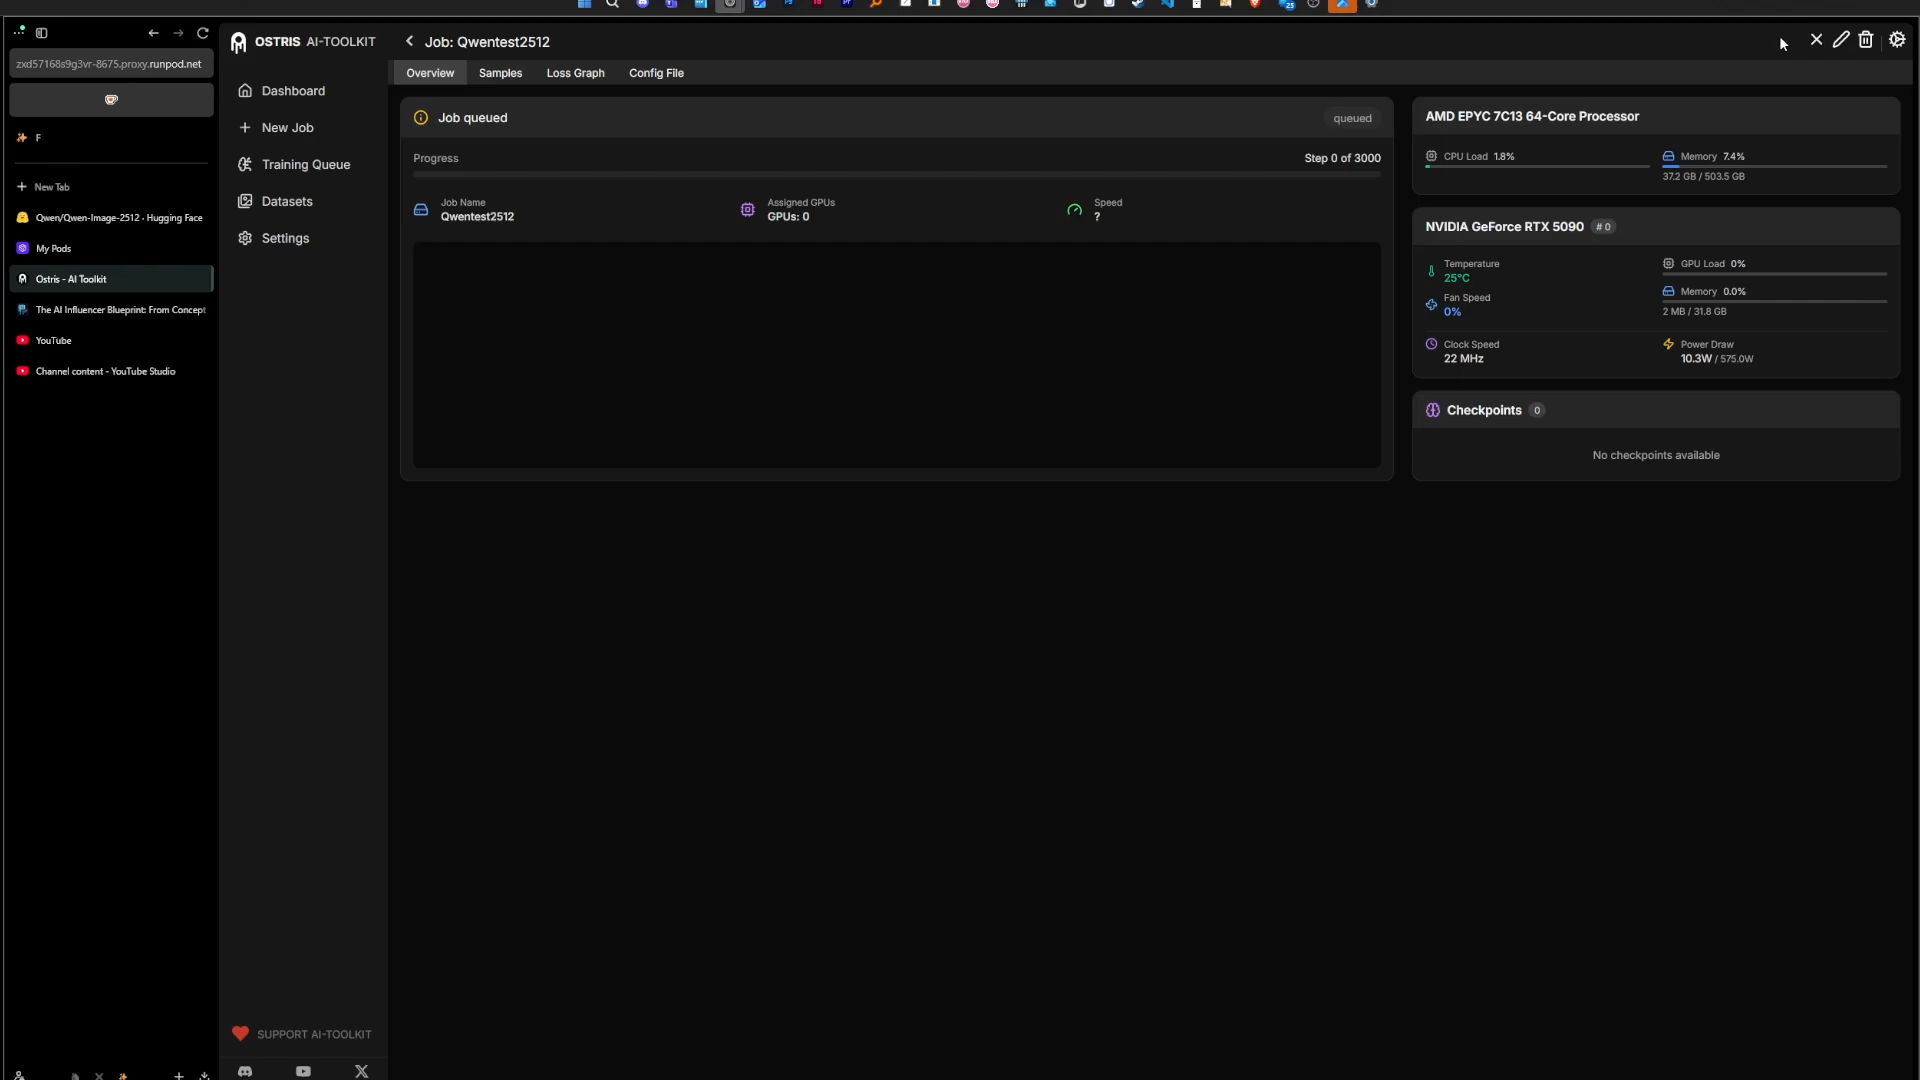 zxd57168s9g3vr-8675.proxy.runpod.net
F
New Tab
Qwen/Qwen-Image-2512 · Hugging Face
My Pods
Ostris - AI Toolkit
The AI Influencer Blueprint: From Concept
YouTube
Channel content - YouTube Studio
OSTRIS AI-TOOLKIT
Dashboard
New Job
Training Queue
Datasets
Settings
SUPPORT AI-TOOLKIT
Job: Qwentest2512
Overview Samples Loss Graph Config File
Job queued queued
Progress Step 0 of 3000
Job Name Assigned GPUs Speed
Qwentest2512 GPUs: 0 ?
AMD EPYC 7C13 64-Core Processor
CPU Load 1.8% Memory 7.4%
37.2 GB / 503.5 GB
NVIDIA GeForce RTX 5090 # 0
Temperature GPU Load 0%
25°C
Fan Speed Memory 0.0%
0% 2 MB / 31.8 GB
Clock Speed Power Draw
22 MHz 10.3W / 575.0W
Checkpoints 0
No checkpoints available